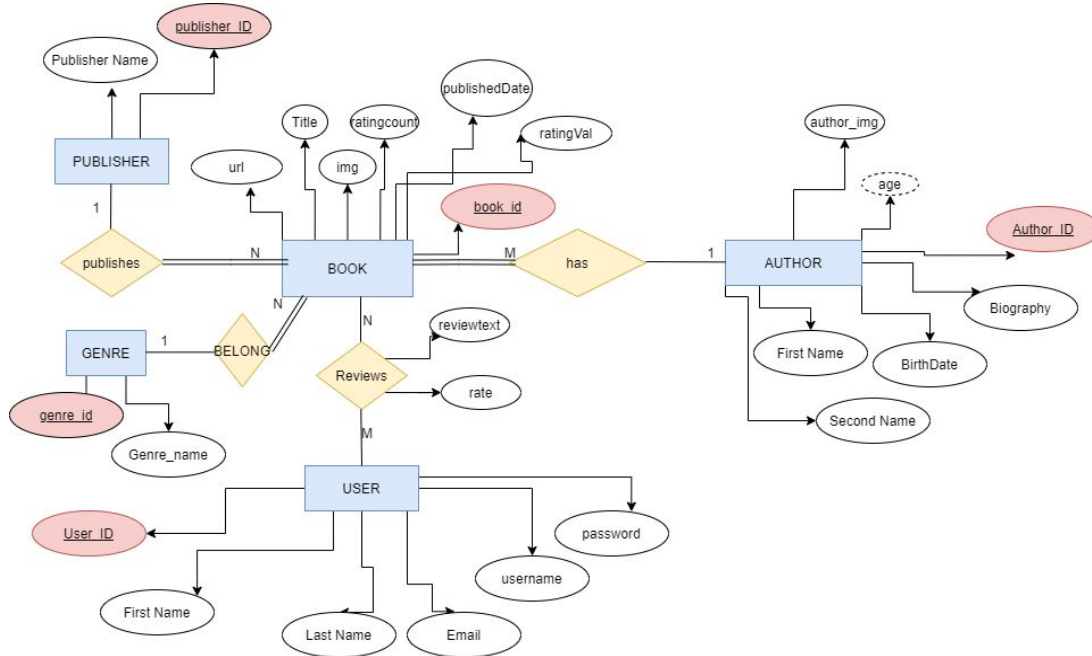 publisher_ID
Publisher Name
publishedDate
Title
ratingcount
ratingVal
author_img
PUBLISHER
url
img
age
book_id
Author_ID
1
publishes
N
BOOK
M
has
1
AUTHOR
N
N
Biography
reviewtext
GENRE
1
BELONG
First Name
BirthDate
Reviews
rate
genre_id
Second Name
Genre_name
M
USER
User_ID
password
username
First Name
Last Name
Email